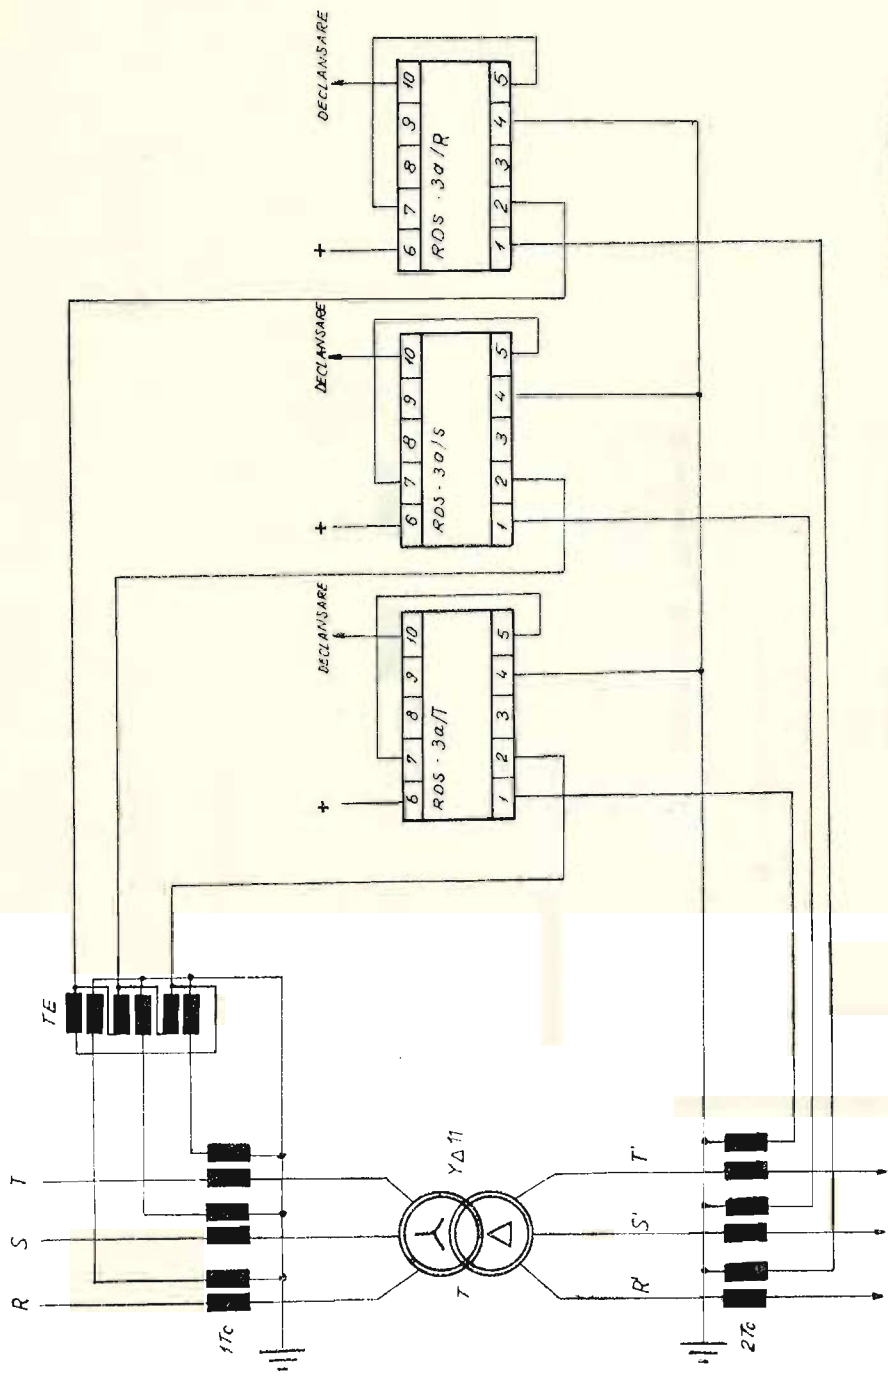 DECLANSARE
DECLANSARE
DECLANSARE
+
+
+
6 7 8 9 10
RDS - 3a/T
1 2 3 4 5
6 7 8 9 10
RDS - 3a/S
1 2 3 4 5
6 7 8 9 10
RDS - 3a/R
1 2 3 4 5
TE
R S T
1Tc
T
Y Δ 11
R' S' T'
2Tc